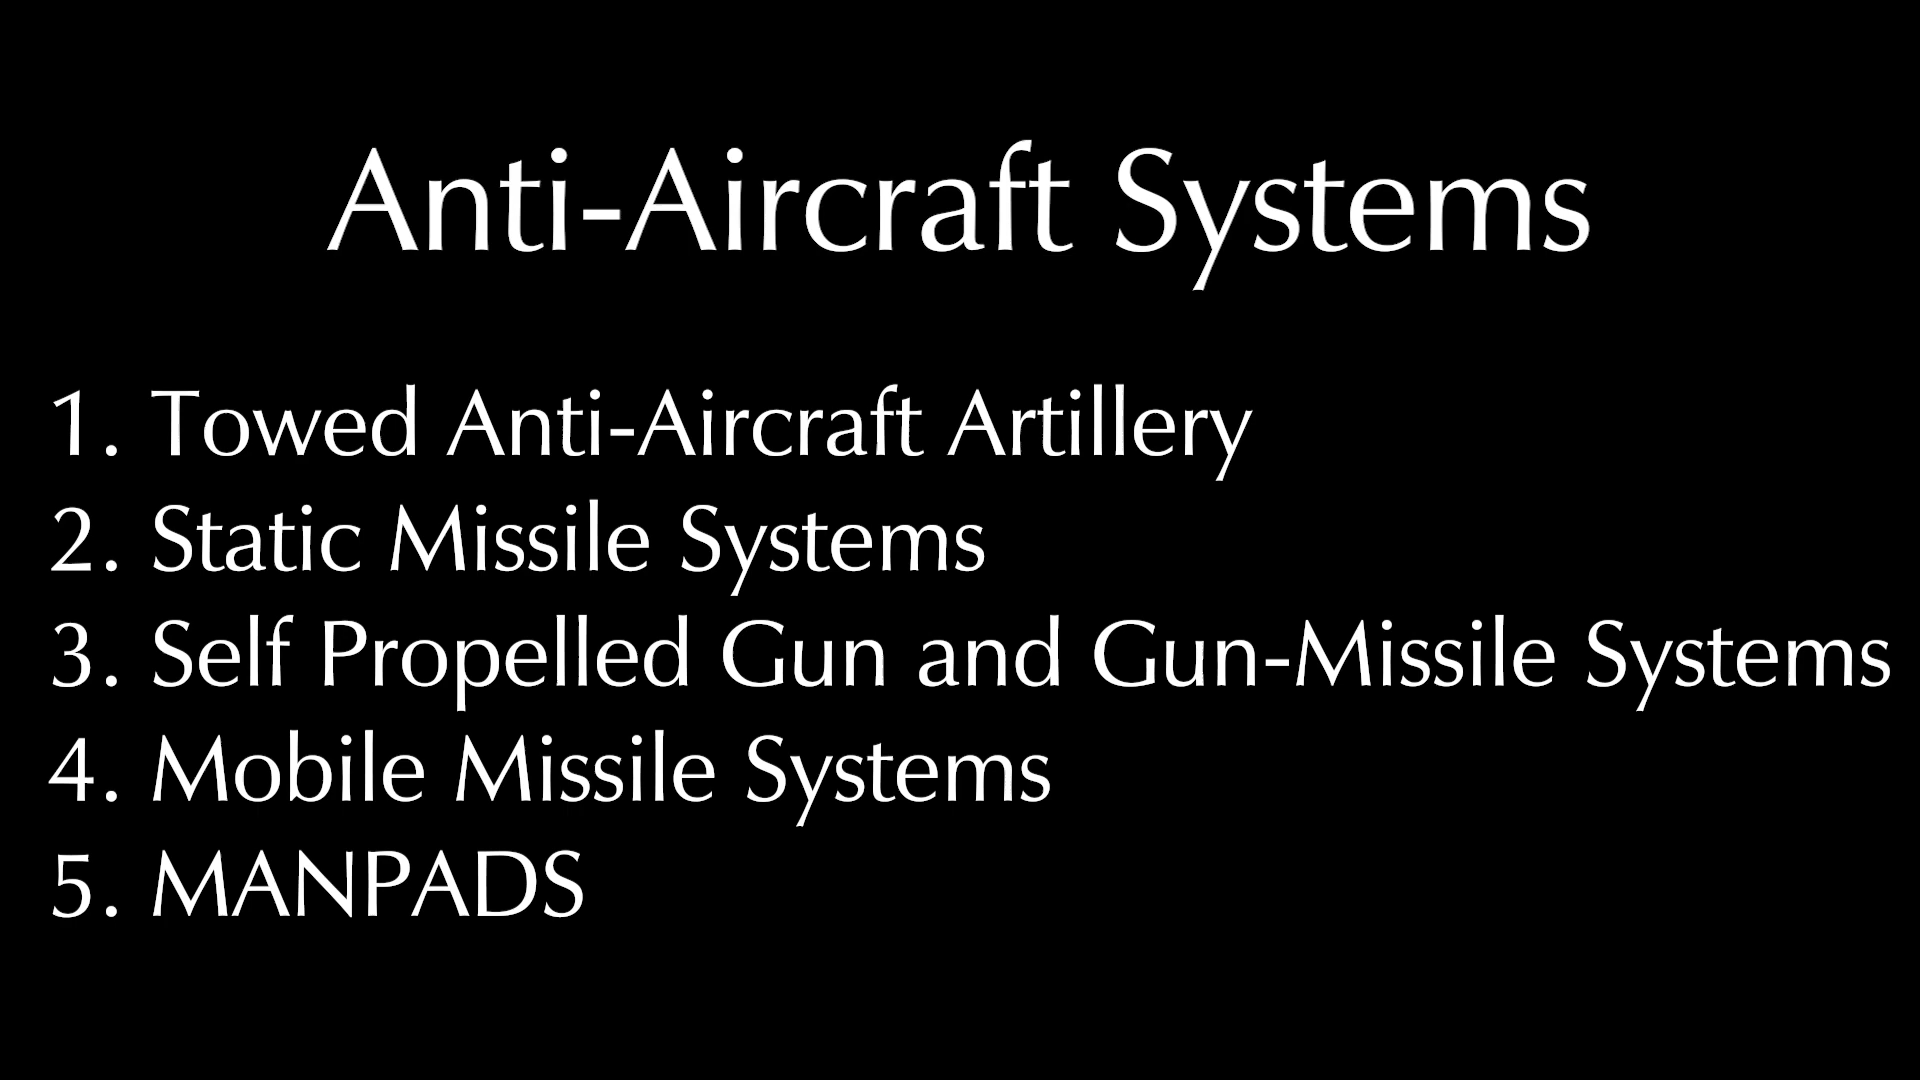 Anti-Aircraft Systems
1. Towed Anti-Aircraft Artillery
2. Static Missile Systems
3. Self Propelled Gun and Gun-Missile Systems
4. Mobile Missile Systems
5. MANPADS